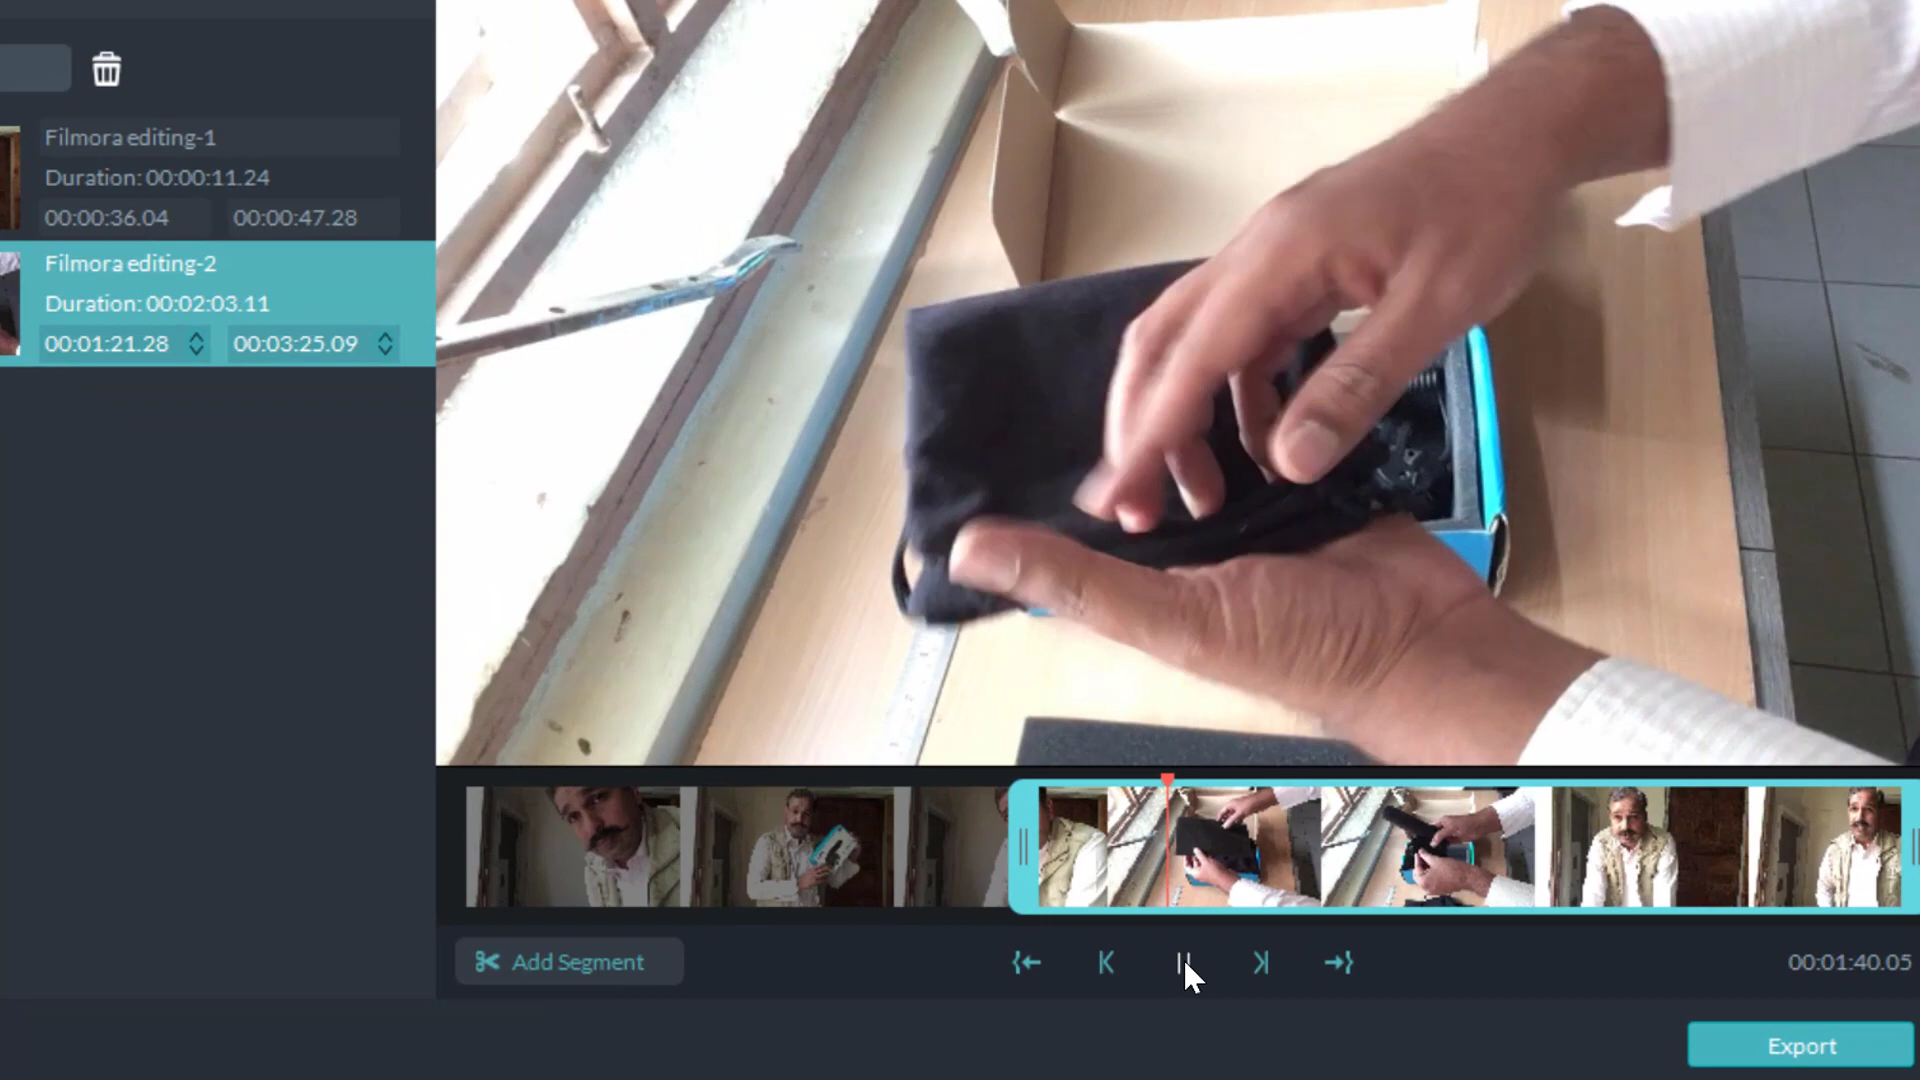 Filmora editing-1
Duration: 00:00:11.24
00:00:36.04 00:00:47.28
Filmora editing-2
Duration: 00:02:03.11
00:01:21.28 00:03:25.09
Add Segment
00:01:40.05
Export